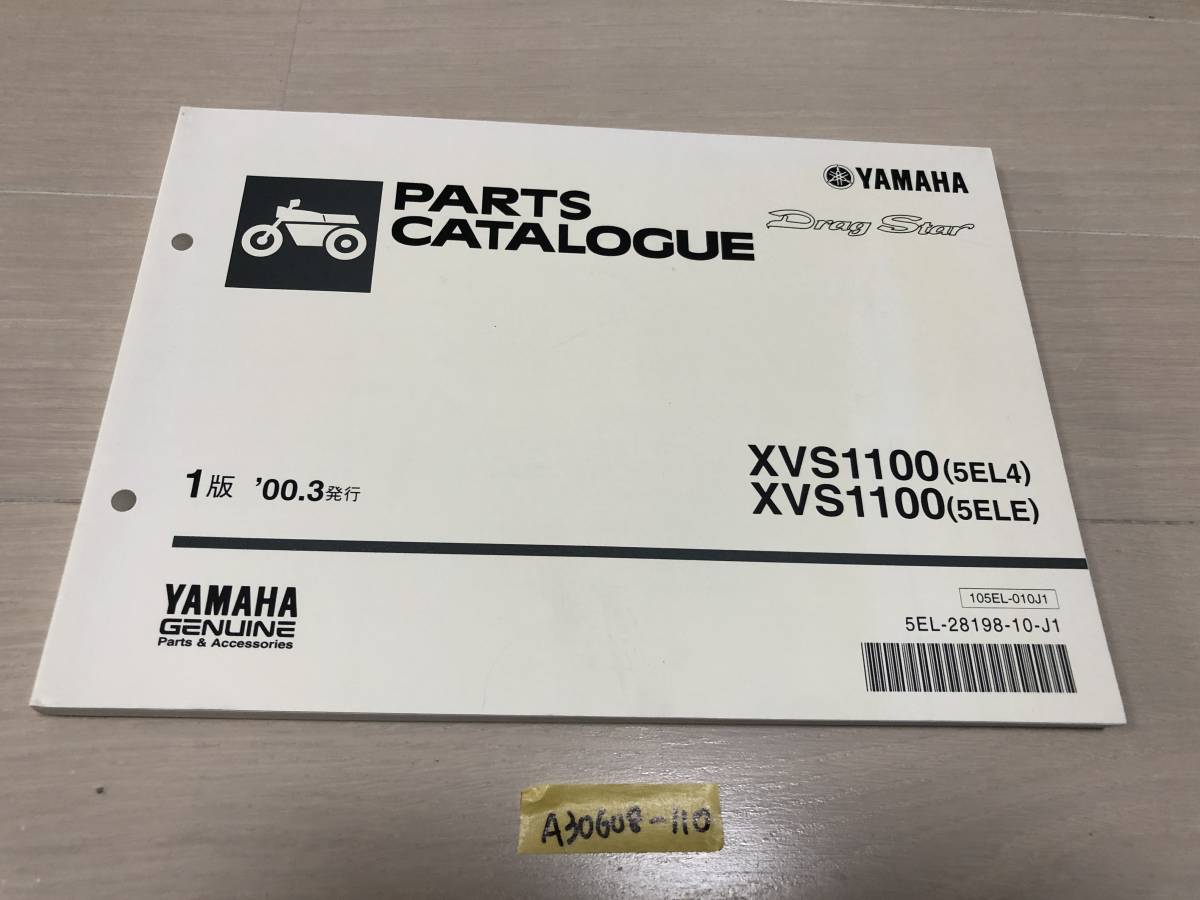 PARTS
CATALOGUE
YAMAHA
Drag Star
XVS1100(5EL4)
XVS1100(5ELE)
1版 '00.3発行
YAMAHA
GENUINE
Parts & Accessories
105EL-010J1
5EL-28198-10-J1
A30608-110